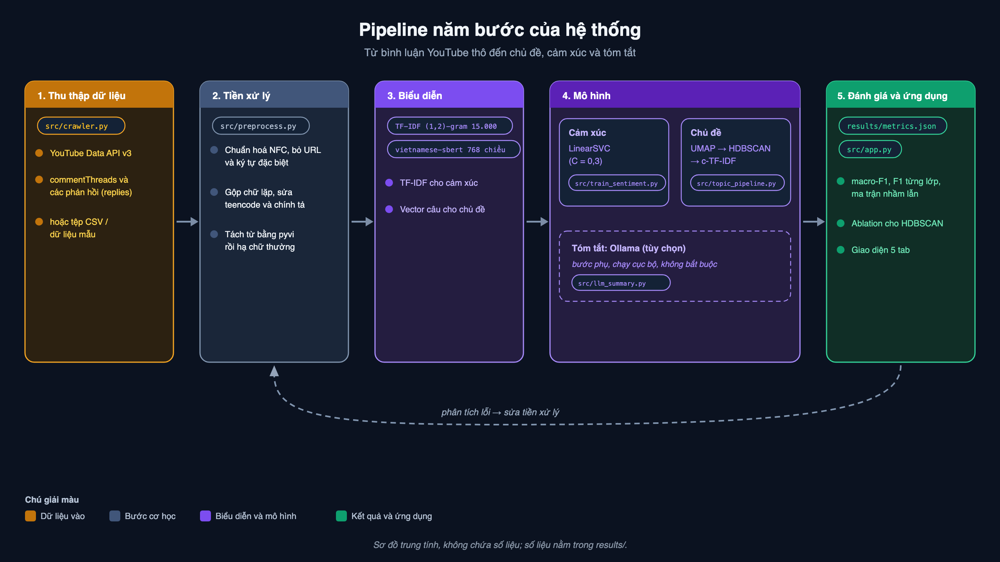 Pipeline năm bước của hệ thống
Từ bình luận YouTube thô đến chủ đề, cảm xúc và tóm tắt
1. Thu thập dữ liệu
src/crawler.py
YouTube Data API v3
commentThreads và
các phản hồi (replies)
hoặc tệp CSV /
dữ liệu mẫu
2. Tiền xử lý
src/preprocess.py
Chuẩn hoá NFC, bỏ URL
và ký tự đặc biệt
Gộp chữ lặp, sửa
teencode và chính tả
Tách từ bằng pyvi
rồi hạ chữ thường
3. Biểu diễn
TF-IDF (1,2)-gram 15.000
vietnamese-sbert 768 chiều
TF-IDF cho cảm xúc
Vector câu cho chủ đề
4. Mô hình
Cảm xúc
LinearSVC
(C = 0,3)
src/train_sentiment.py
Chủ đề
UMAP → HDBSCAN
→ c-TF-IDF
src/topic_pipeline.py
Tóm tắt: Ollama (tùy chọn)
bước phụ, chạy cục bộ, không bắt buộc
src/llm_summary.py
5. Đánh giá và ứng dụng
results/metrics.json
src/app.py
macro-F1, F1 từng lớp,
ma trận nhầm lẫn
Ablation cho HDBSCAN
Giao diện 5 tab
phân tích lỗi → sửa tiền xử lý
Chú giải màu
Dữ liệu vào
Bước cơ học
Biểu diễn và mô hình
Kết quả và ứng dụng
Sơ đồ trung tính, không chứa số liệu; số liệu nằm trong results/.